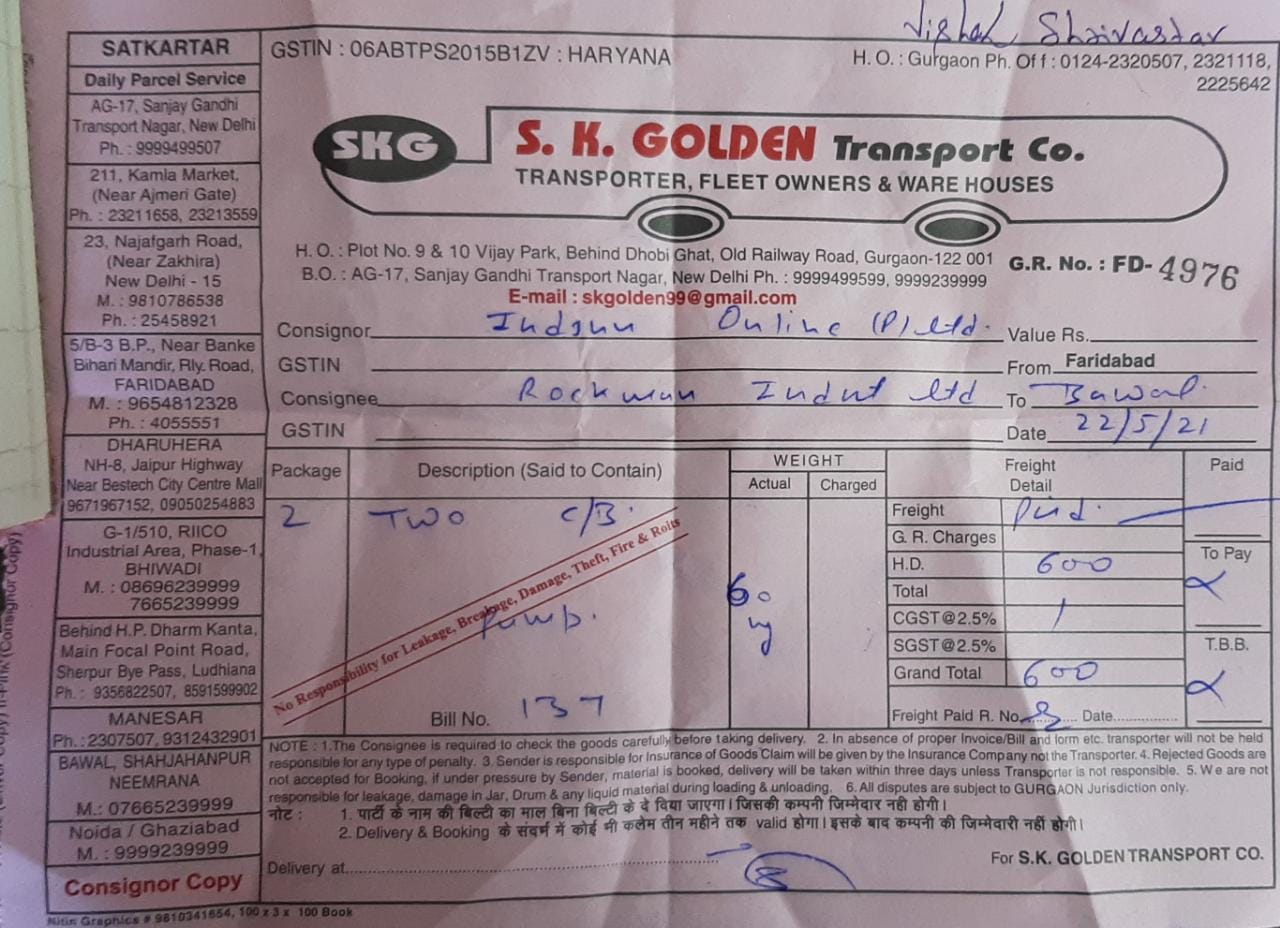 Vishal Shrivastav
GSTIN : 06ABTPS2015B1ZV : HARYANA
H. O. : Gurgaon Ph. Off : 0124-2320507, 2321118,
2225642
SATKARTAR
Daily Parcel Service
AG-17, Sanjay Gandhi
Transport Nagar, New Delhi
Ph. : 9999499507
211, Kamla Market,
(Near Ajmeri Gate)
Ph. : 23211658, 23213559
23, Najafgarh Road,
(Near Zakhira)
New Delhi - 15
M. : 9810786538
Ph. : 25458921
5/B-3 B.P., Near Banke
Bihari Mandir, Rly. Road,
FARIDABAD
M. : 9654812328
Ph. : 4055551
DHARUHERA
NH-8, Jaipur Highway
Near Bestech City Centre Mall
9671967152, 09050254883
G-1/510, RIICO
Industrial Area, Phase-1,
BHIWADI
M. : 08696239999
7665239999
Behind H.P. Dharm Kanta,
Main Focal Point Road,
Sherpur Bye Pass, Ludhiana
Ph. : 9356822507, 8591599902
MANESAR
Ph.:2307507, 9312432901
BAWAL, SHAHJAHANPUR
NEEMRANA
M.: 07665239999
Noida / Ghaziabad
M. : 9999239999
Consignor Copy
SKG
S. K. GOLDEN Transport Co.
TRANSPORTER, FLEET OWNERS & WARE HOUSES
H. O. : Plot No. 9 & 10 Vijay Park, Behind Dhobi Ghat, Old Railway Road, Gurgaon-122 001
B.O. : AG-17, Sanjay Gandhi Transport Nagar, New Delhi Ph. : 9999499599, 9999239999
E-mail : skgolden99@gmail.com
G.R. No. : FD- 4976
Consignor Online (P) Ltd. Value Rs.
GSTIN From Faridabad
Consignee Rockman Indust ltd To Bawal.
GSTIN Date 22/5/21
Package Description (Said to Contain) WEIGHT Freight Detail Paid
Actual Charged
2 Two C/B.
Pump.
60
kg
No Responsibility for Leakage, Breakage, Damage, Theft, Fire & Roits
Bill No. 137
Freight Paid.
G. R. Charges
H.D. 600
Total
CGST@2.5% /
SGST@2.5%
Grand Total 600
Freight Paid R. No. Date
To Pay
T.B.B.
NOTE : 1.The Consignee is required to check the goods carefully before taking delivery. 2. In absence of proper Invoice/Bill and form etc. transporter will not be held
responsible for any type of penalty. 3. Sender is responsible for Insurance of Goods Claim will be given by the Insurance Company not the Transporter. 4. Rejected Goods are
not accepted for Booking, if under pressure by Sender, material is booked, delivery will be taken within three days unless Transporter is not responsible. 5. We are not
responsible for leakage, damage in Jar, Drum & any liquid material during loading & unloading. 6. All disputes are subject to GURGAON Jurisdiction only.
नोट : 1. पार्टी के नाम की बिल्टी का माल बिना बिल्टी के दे दिया जाएगा। जिसकी कम्पनी जिम्मेदार नही होगी।
2. Delivery & Booking के संदर्भ में कोई भी कलेम तीन महीने तक valid होगा। इसके बाद कम्पनी की जिम्मेदारी नहीं होगी।
Delivery at
For S.K. GOLDEN TRANSPORT CO.
Nitin Graphics # 9810341654, 100 x 3 x 100 Book